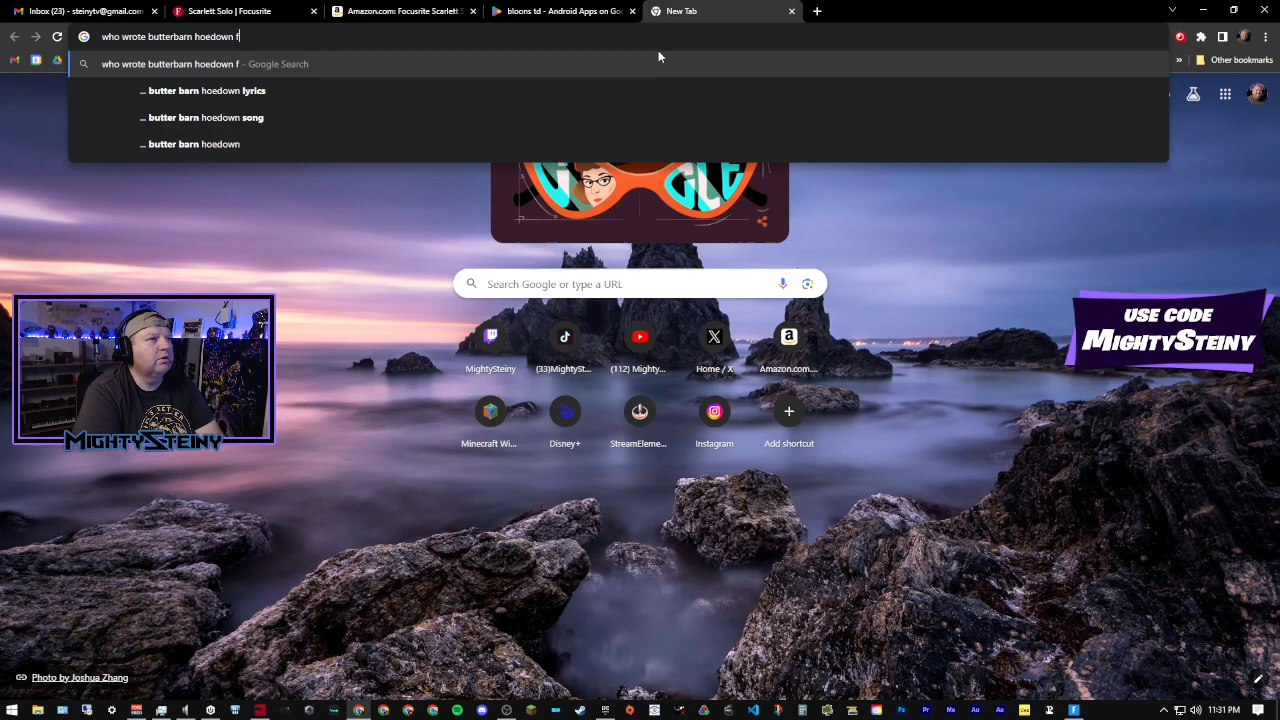 Inbox (23) - steinytv@gmail.com
Scarlett Solo | Focusrite
Amazon.com: Focusrite Scarlett S
bloons td - Android Apps on Goo
New Tab
who wrote butterbarn hoedown f
who wrote butterbarn hoedown f - Google Search
... butter barn hoedown lyrics
... butter barn hoedown song
... butter barn hoedown
Other bookmarks
Search Google or type a URL
MightySteiny
(33)MightySt...
(112) Mighty...
Home / X
Amazon.com....
Minecraft Wi...
Disney+
StreamEleme...
Instagram
Add shortcut
USE CODE
MIGHTYSTEINY
MIGHTYSTEINY
Photo by Joshua Zhang
11:31 PM